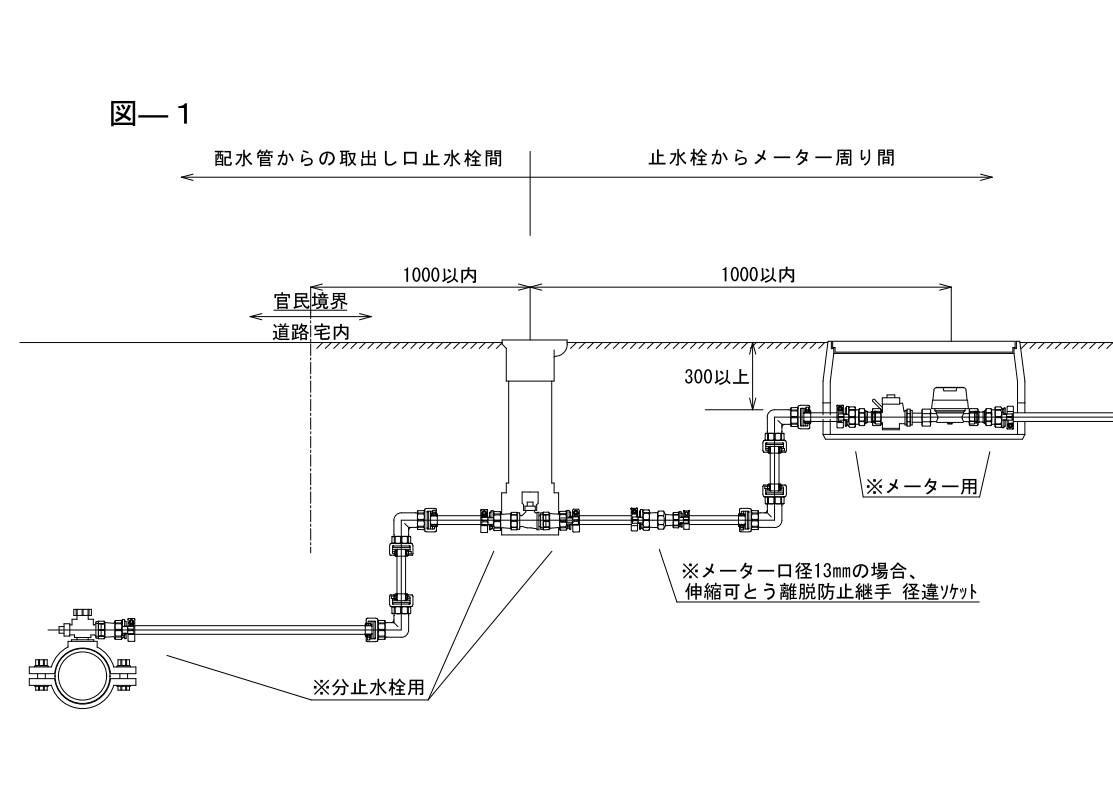 図―１
配水管からの取出し口止水栓間
止水栓からメーター周り間
1000以内
1000以内
官民境界
道路 宅内
300以上
※メーター用
※メーター口径13mmの場合、
伸縮可とう離脱防止継手 径違ｿｹｯﾄ
※分止水栓用